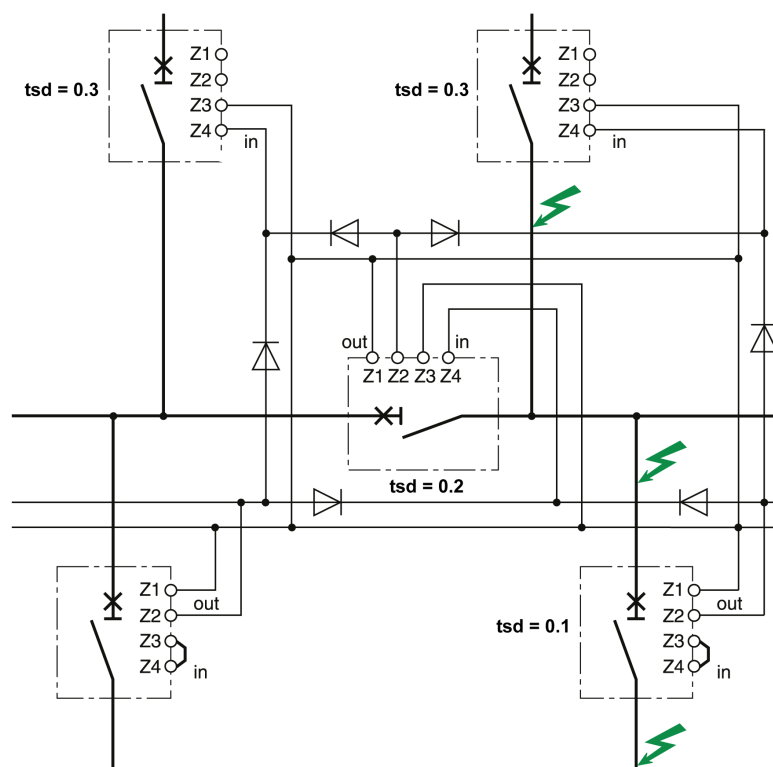 Z1
Z2
tsd = 0.3
Z3
Z4
in
Z1
Z2
tsd = 0.3
Z3
Z4
in
out
in
Z1
Z2
Z3
Z4
tsd = 0.2
Z1
out
Z2
Z3
Z4
in
Z1
out
Z2
tsd = 0.1
Z3
Z4
in